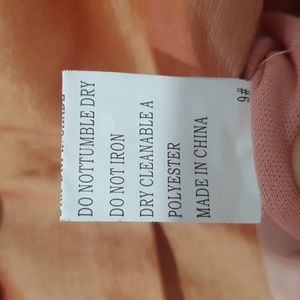 DO NOTTUMBLE DRY
DO NOT IRON
DRY CLEANABLE A
POLYESTER
MADE IN CHINA
9#